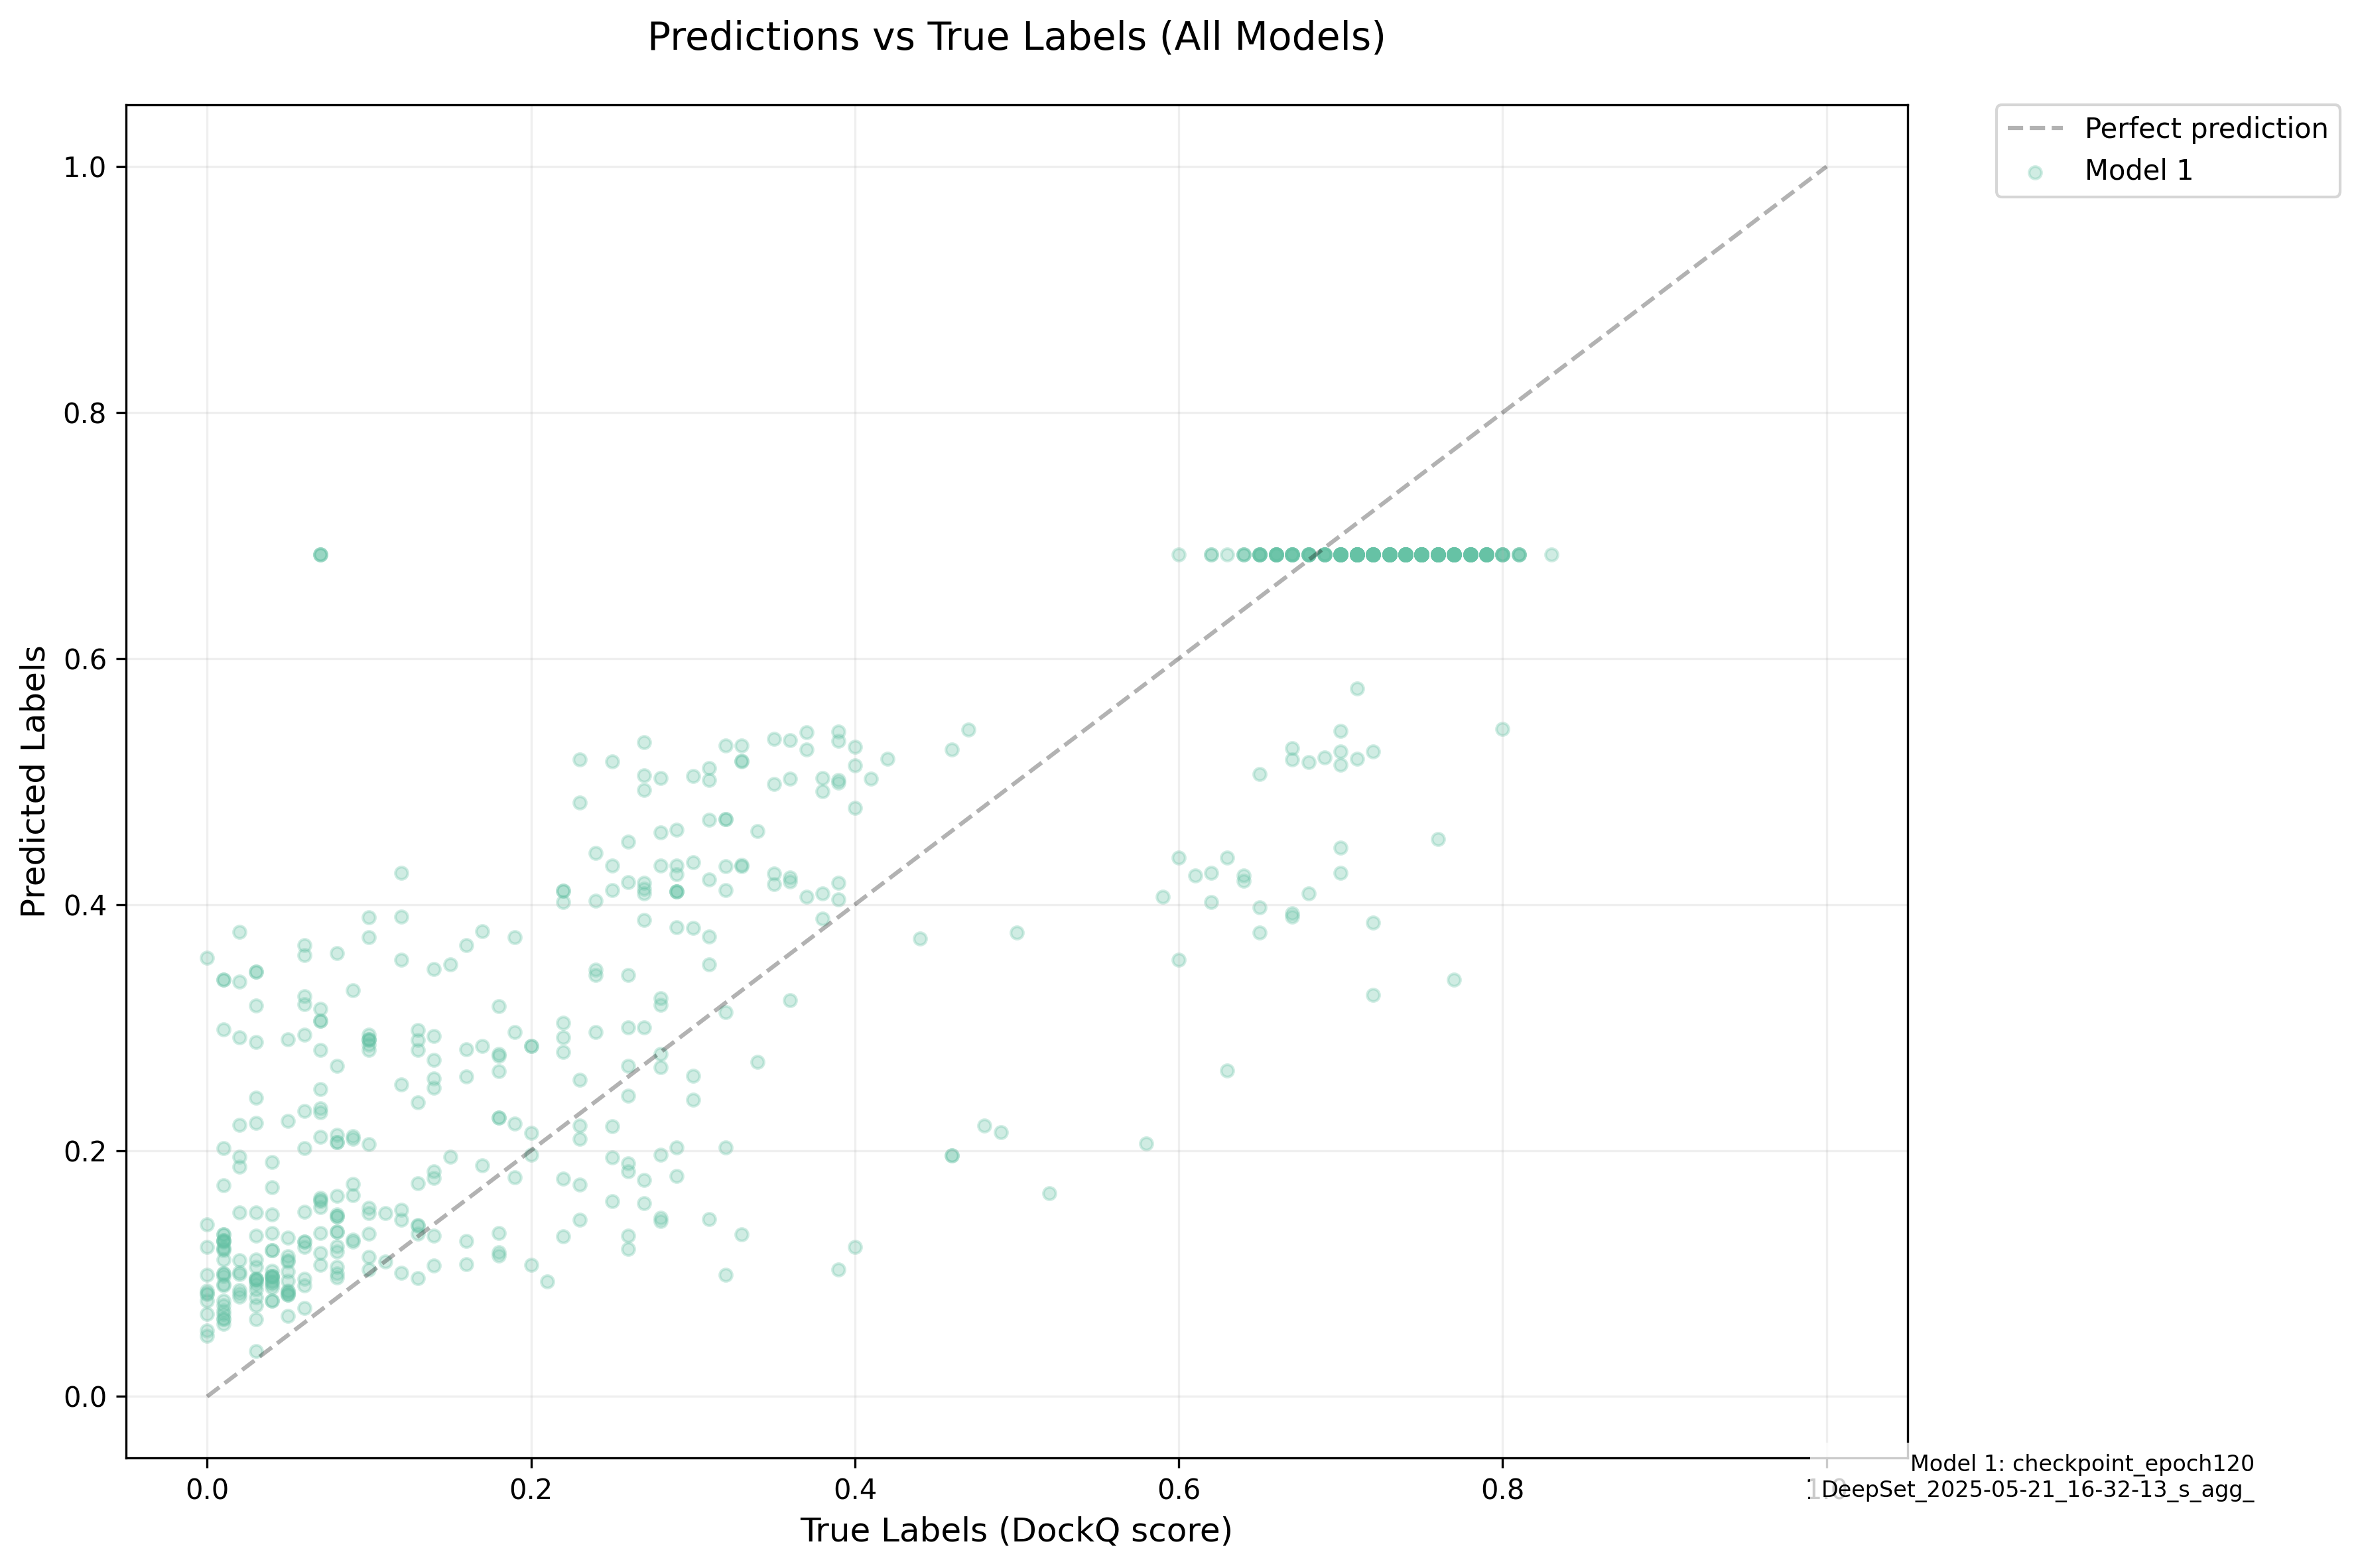 Predictions vs True Labels (All Models)
Perfect prediction
Model 1
1.0
0.8
0.6
0.4
0.2
0.0
Predicted Labels
0.0
0.2
0.4
0.6
0.8
1.0
True Labels (DockQ score)
Model 1: checkpoint_epoch120
DeepSet_2025-05-21_16-32-13_s_agg_